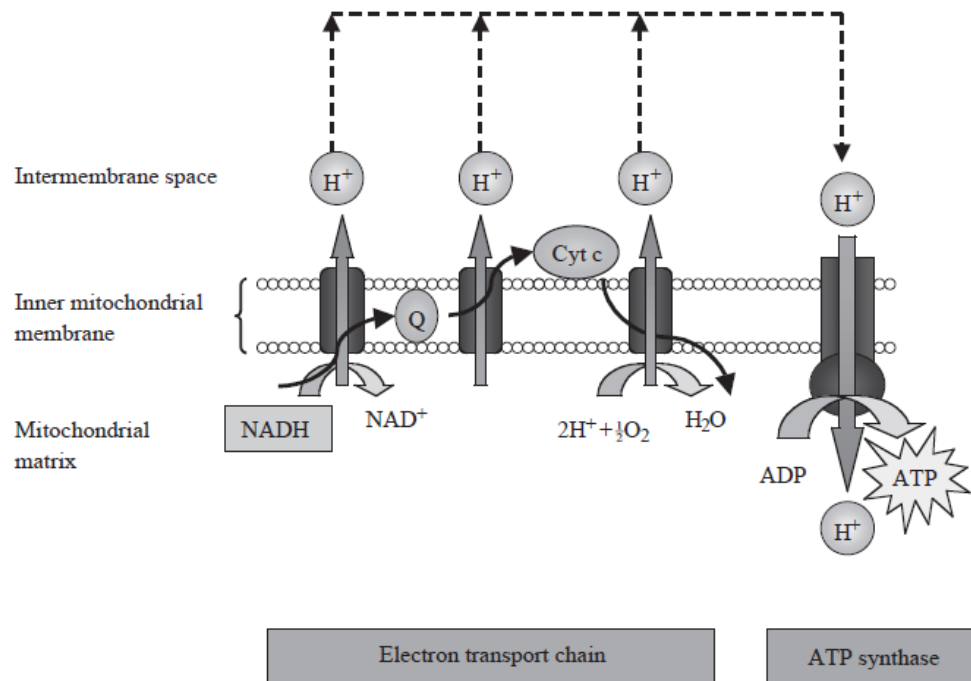 Intermembrane space
H⁺
H⁺
H⁺
H⁺
Cyt c
Inner mitochondrial
membrane
Q
Mitochondrial
matrix
NADH
NAD⁺
2H⁺+½O₂
H₂O
ADP
ATP
H⁺
Electron transport chain
ATP synthase